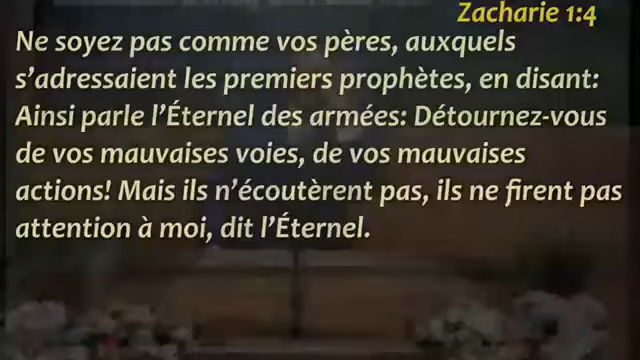 Zacharie 1:4
Ne soyez pas comme vos pères, auxquels
s'adressaient les premiers prophètes, en disant:
Ainsi parle l'Éternel des armées: Détournez-vous
de vos mauvaises voies, de vos mauvaises
actions! Mais ils n'écoutèrent pas, ils ne firent pas
attention à moi, dit l'Éternel.